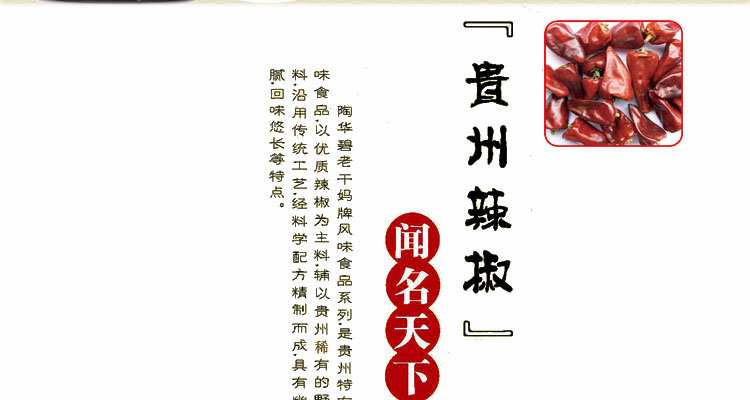 『貴州辣椒』
闻名天下
陶华碧老干妈牌风味食品系列,是贵州特
味食品,以优质辣椒为主料,辅以贵州稀有的野
料,沿用传统工艺,经科学配方精制而成,具有
腻,回味悠长等特点。